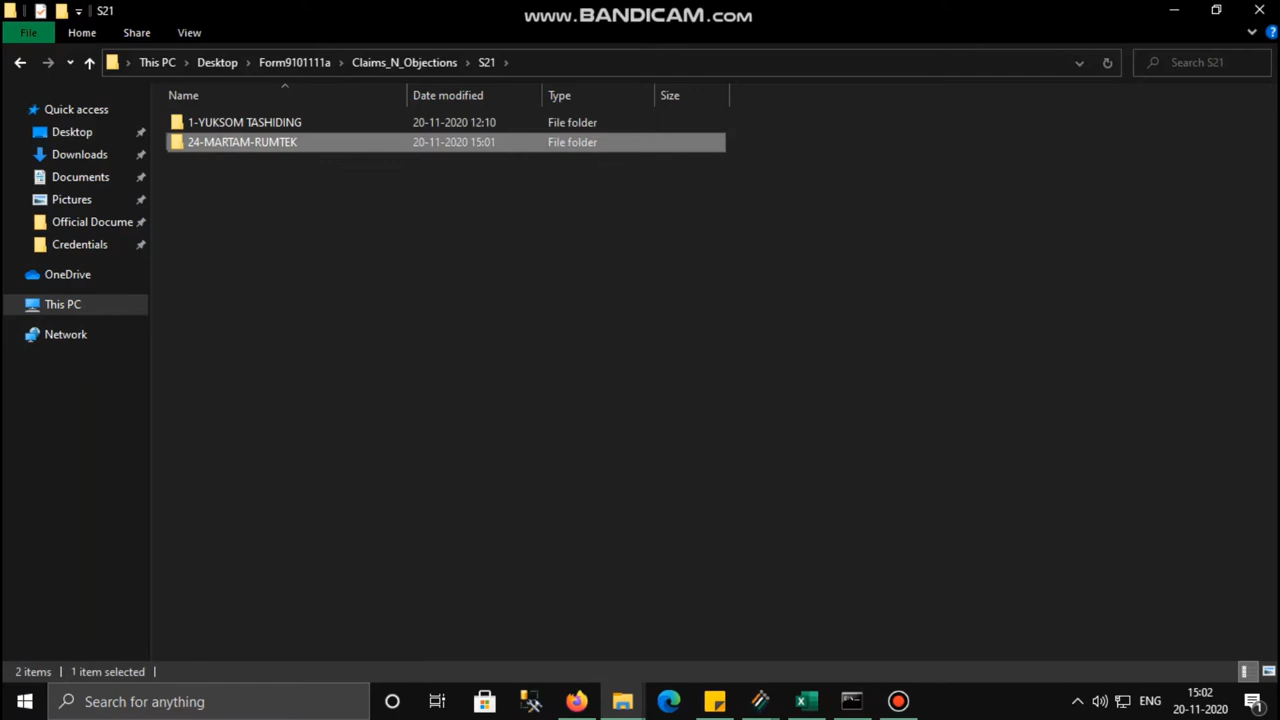 S21
www.BANDICAM.com
File Home Share View
This PC Desktop Form9101111a Claims_N_Objections S21
Search S21
Name Date modified Type Size
1-YUKSOM TASHIDING 20-11-2020 12:10 File folder
24-MARTAM-RUMTEK 20-11-2020 15:01 File folder
Quick access
Desktop
Downloads
Documents
Pictures
Official Docume
Credentials
OneDrive
This PC
Network
2 items 1 item selected
Search for anything
ENG
15:02
20-11-2020
1